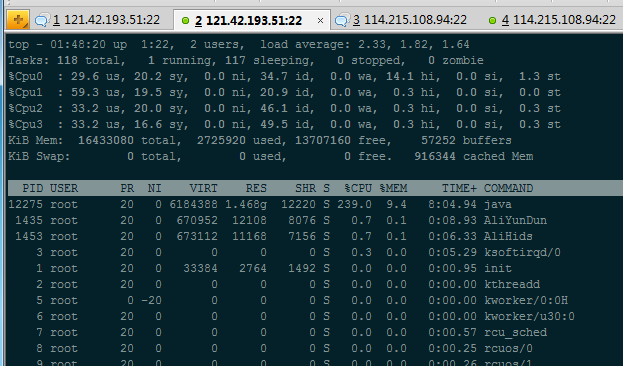 1 121.42.193.51:22 2 121.42.193.51:22 × 3 114.215.108.94:22 4 114.215.108.94:22
top - 01:48:20 up  1:22,  2 users,  load average: 2.33, 1.82, 1.64
Tasks: 118 total,   1 running, 117 sleeping,   0 stopped,   0 zombie
%Cpu0  : 29.6 us, 20.2 sy,  0.0 ni, 34.7 id,  0.0 wa, 14.1 hi,  0.0 si,  1.3 st
%Cpu1  : 59.3 us, 19.5 sy,  0.0 ni, 20.9 id,  0.0 wa,  0.3 hi,  0.0 si,  0.0 st
%Cpu2  : 33.2 us, 20.0 sy,  0.0 ni, 46.1 id,  0.0 wa,  0.3 hi,  0.0 si,  0.3 st
%Cpu3  : 33.2 us, 16.6 sy,  0.0 ni, 49.5 id,  0.0 wa,  0.3 hi,  0.0 si,  0.3 st
KiB Mem:  16433080 total,  2725920 used, 13707160 free,    57252 buffers
KiB Swap:        0 total,        0 used,        0 free.   916344 cached Mem
PID USER      PR  NI    VIRT    RES    SHR S  %CPU %MEM     TIME+ COMMAND
12275 root      20   0 6184388 1.468g  12220 S 239.0  9.4   8:04.94 java
1435 root      20   0  670952  12108   8076 S   0.7  0.1   0:08.93 AliYunDun
1453 root      20   0  673112  11168   7156 S   0.7  0.1   0:06.33 AliHids
3 root      20   0       0      0      0 S   0.3  0.0   0:05.29 ksoftirqd/0
1 root      20   0   33384   2764   1492 S   0.0  0.0   0:00.95 init
2 root      20   0       0      0      0 S   0.0  0.0   0:00.00 kthreadd
5 root       0 -20       0      0      0 S   0.0  0.0   0:00.00 kworker/0:0H
6 root      20   0       0      0      0 S   0.0  0.0   0:00.00 kworker/u30:0
7 root      20   0       0      0      0 S   0.0  0.0   0:00.57 rcu_sched
8 root      20   0       0      0      0 S   0.0  0.0   0:00.25 rcuos/0
9 root      20   0       0      0      0 S   0.0  0.0   0:00.26 rcuos/1